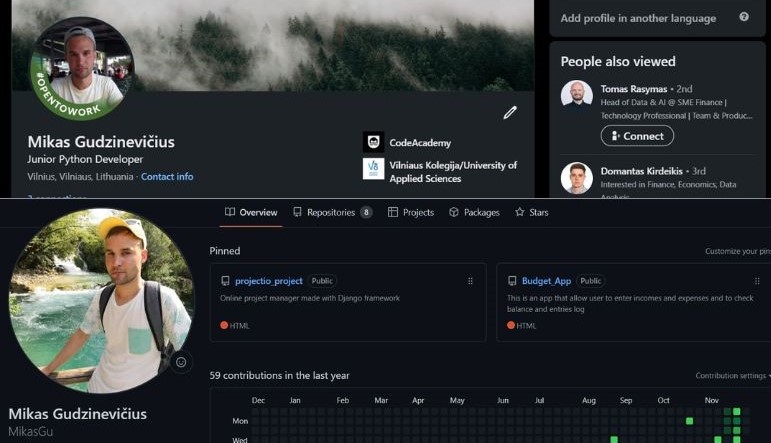 Add profile in another language
People also viewed
#OPENTOWORK
Tomas Rasymas • 2nd
Head of Data & AI @ SME Finance |
Technology Professional | Team & Produc...
Connect
Mikas Gudzinevičius
Junior Python Developer
Vilnius, Vilniaus, Lithuania · Contact info
CodeAcademy
Vilniaus Kolegija/University of
Applied Sciences
Domantas Kirdeikis • 3rd
Interested in Finance, Economics, Data
Overview
Repositories 8
Projects
Packages
Stars
Pinned
Customize your pin
projectio_project Public
Online project manager made with Django framework
HTML
Budget_App Public
This is an app that allow user to enter incomes and expenses and to check
balance and entries log
HTML
59 contributions in the last year
Contribution settings
Dec Jan Feb Mar Apr May Jun Jul Aug Sep Oct Nov
Mon
Wed
Mikas Gudzinevičius
MikasGu